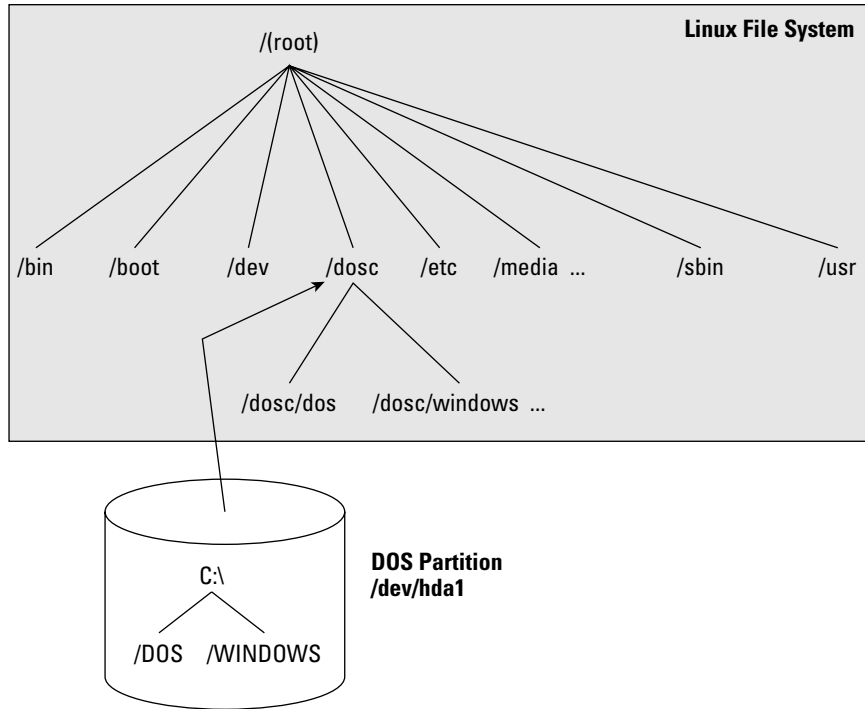 Linux File System
/(root)
/bin /boot /dev /dosc /etc /media ... /sbin /usr
/dosc/dos /dosc/windows ...
DOS Partition
/dev/hda1
C:\
/DOS /WINDOWS